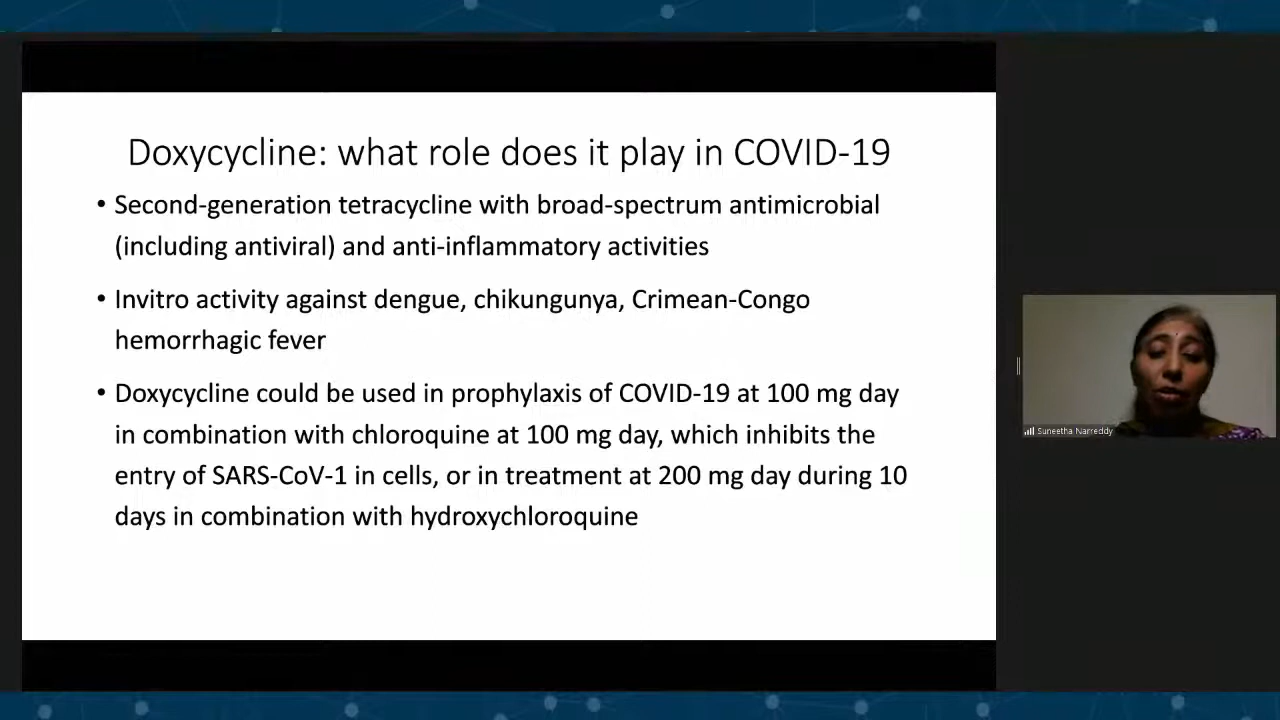 Doxycycline: what role does it play in COVID-19
• Second-generation tetracycline with broad-spectrum antimicrobial
(including antiviral) and anti-inflammatory activities
• Invitro activity against dengue, chikungunya, Crimean-Congo
hemorrhagic fever
• Doxycycline could be used in prophylaxis of COVID-19 at 100 mg day
in combination with chloroquine at 100 mg day, which inhibits the
entry of SARS-CoV-1 in cells, or in treatment at 200 mg day during 10
days in combination with hydroxychloroquine
Suneetha Narreddy